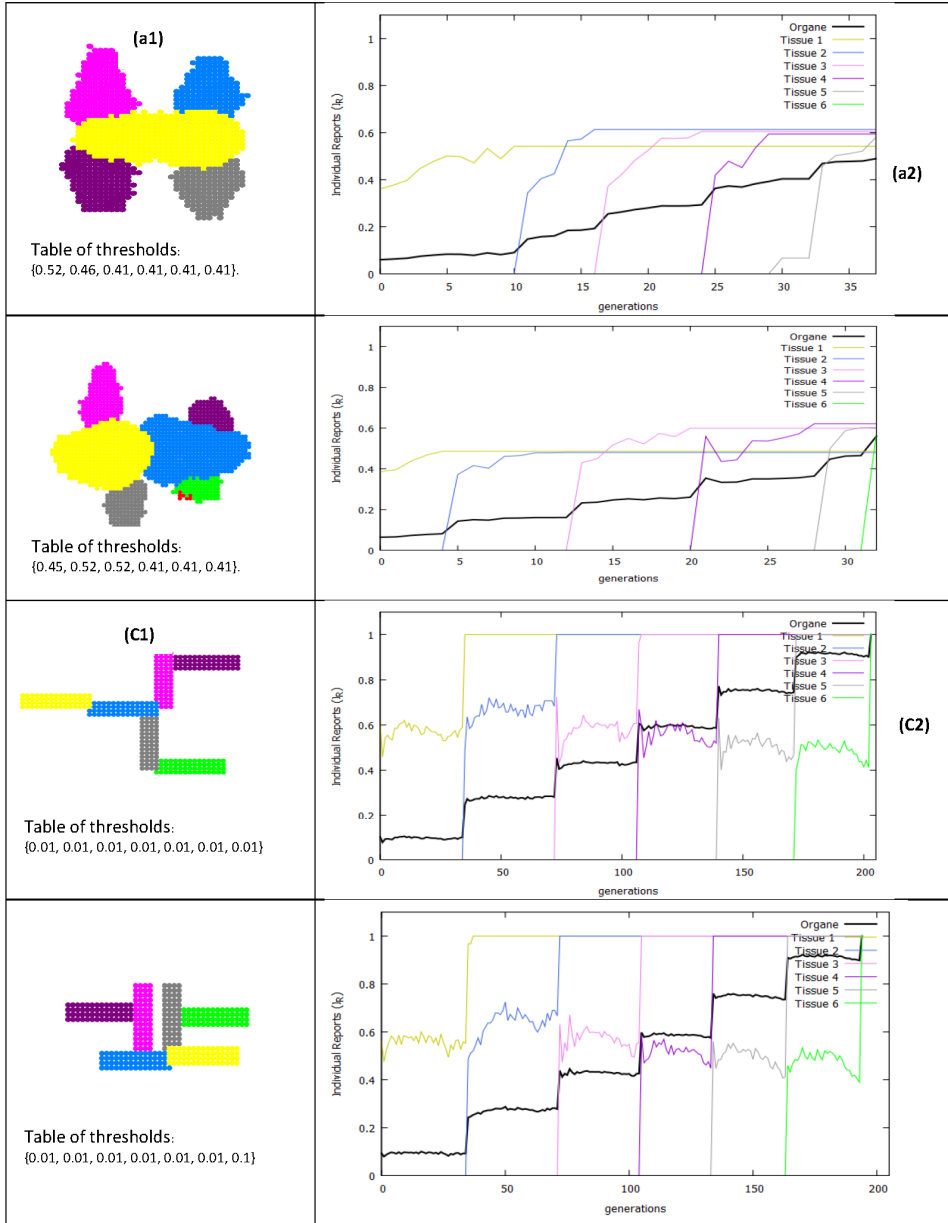 (a1)
Table of thresholds:
{0.52, 0.46, 0.41, 0.41, 0.41, 0.41}.
Individual Reports (IR)
1
0.8
0.6
0.4
0.2
0
0 5 10 15 20 25 30 35
generations
Organe
Tissue 1
Tissue 2
Tissue 3
Tissue 4
Tissue 5
Tissue 6
(a2)
Table of thresholds:
{0.45, 0.52, 0.52, 0.41, 0.41, 0.41}.
Individual Reports (IR)
1
0.8
0.6
0.4
0.2
0
0 5 10 15 20 25 30
generations
Organe
Tissue 1
Tissue 2
Tissue 3
Tissue 4
Tissue 5
Tissue 6
(C1)
Table of thresholds:
{0.01, 0.01, 0.01, 0.01, 0.01, 0.01, 0.01}
Individual Reports (IR)
1
0.8
0.6
0.4
0.2
0
0 50 100 150 200
generations
Organe
Tissue 1
Tissue 2
Tissue 3
Tissue 4
Tissue 5
Tissue 6
(C2)
Table of thresholds:
{0.01, 0.01, 0.01, 0.01, 0.01, 0.01, 0.1}
Individual Reports (IR)
1
0.8
0.6
0.4
0.2
0
50 100 150 200
generations
Organe
Tissue 1
Tissue 2
Tissue 3
Tissue 4
Tissue 5
Tissue 6